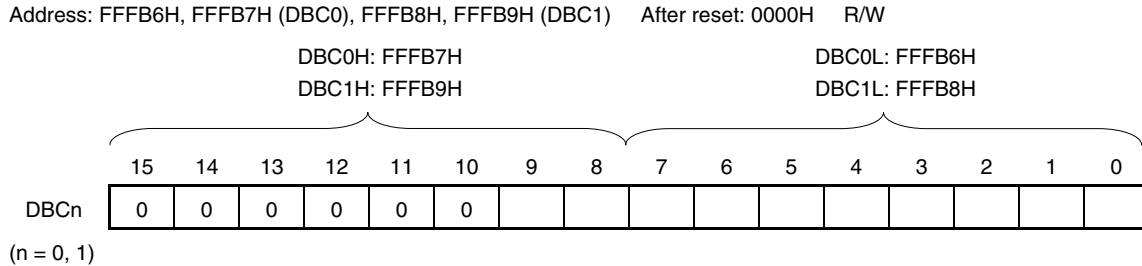 Address: FFFB6H, FFFB7H (DBC0), FFFB8H, FFFB9H (DBC1) After reset: 0000H R/W
DBC0H: FFFB7H DBC0L: FFFB6H
DBC1H: FFFB9H DBC1L: FFFB8H
15 14 13 12 11 10 9 8 7 6 5 4 3 2 1 0
DBCn 0 0 0 0 0 0
(n = 0, 1)